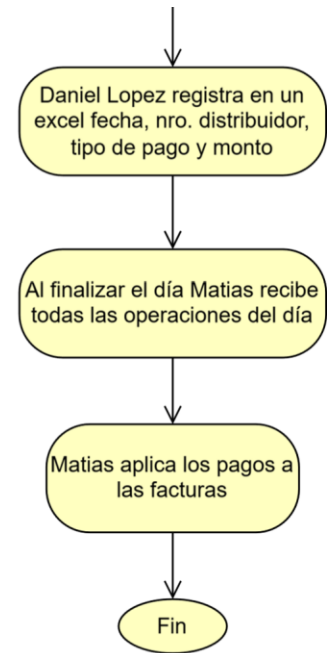 Daniel Lopez registra en un
excel fecha, nro. distribuidor,
tipo de pago y monto
Al finalizar el día Matias recibe
todas las operaciones del día
Matias aplica los pagos a
las facturas
Fin